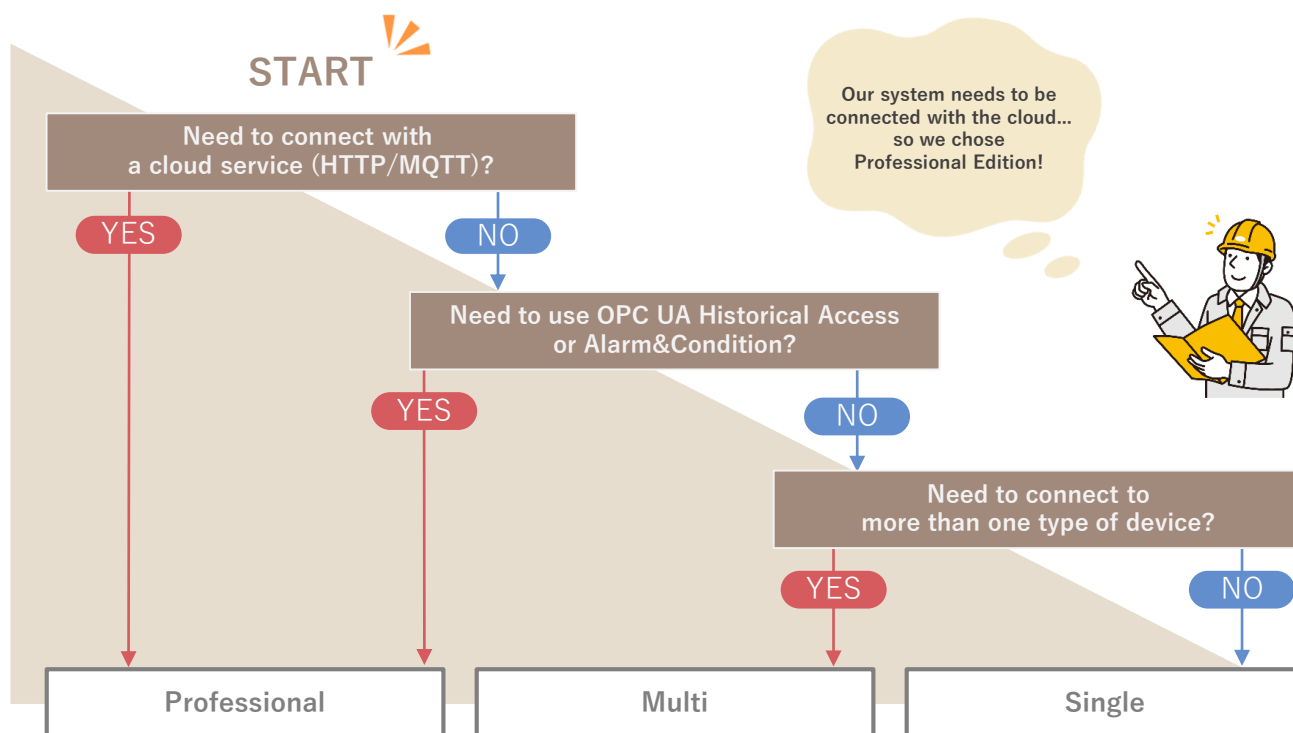 START
Need to connect with
a cloud service (HTTP/MQTT)?
Our system needs to be
connected with the cloud...
so we chose
Professional Edition!
YES
NO
Need to use OPC UA Historical Access
or Alarm&Condition?
YES
NO
Need to connect to
more than one type of device?
YES
NO
Professional
Multi
Single